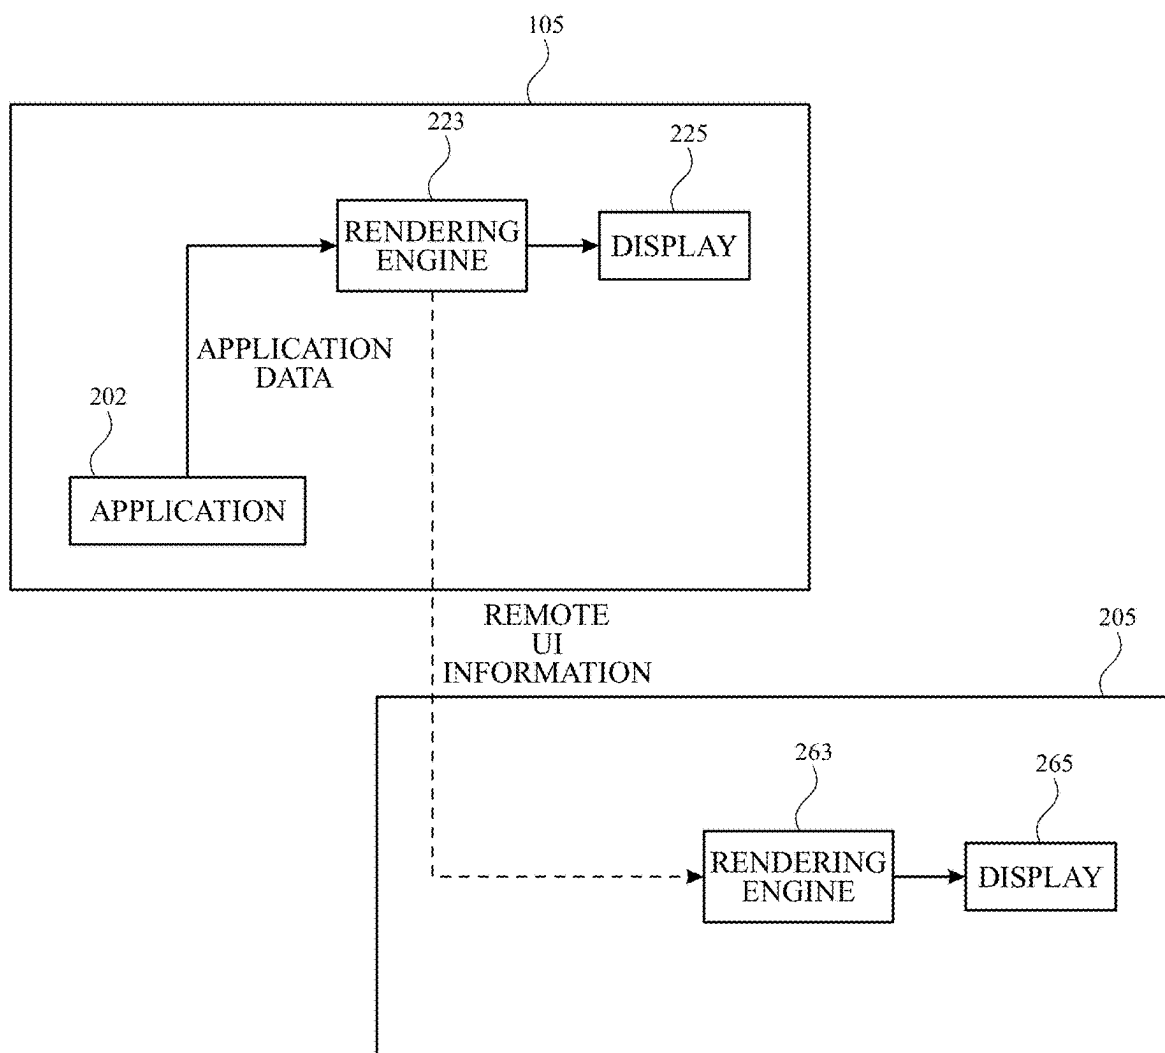 105
223
225
RENDERING
ENGINE
DISPLAY
APPLICATION
DATA
202
APPLICATION
REMOTE
UI
INFORMATION
205
263
265
RENDERING
ENGINE
DISPLAY